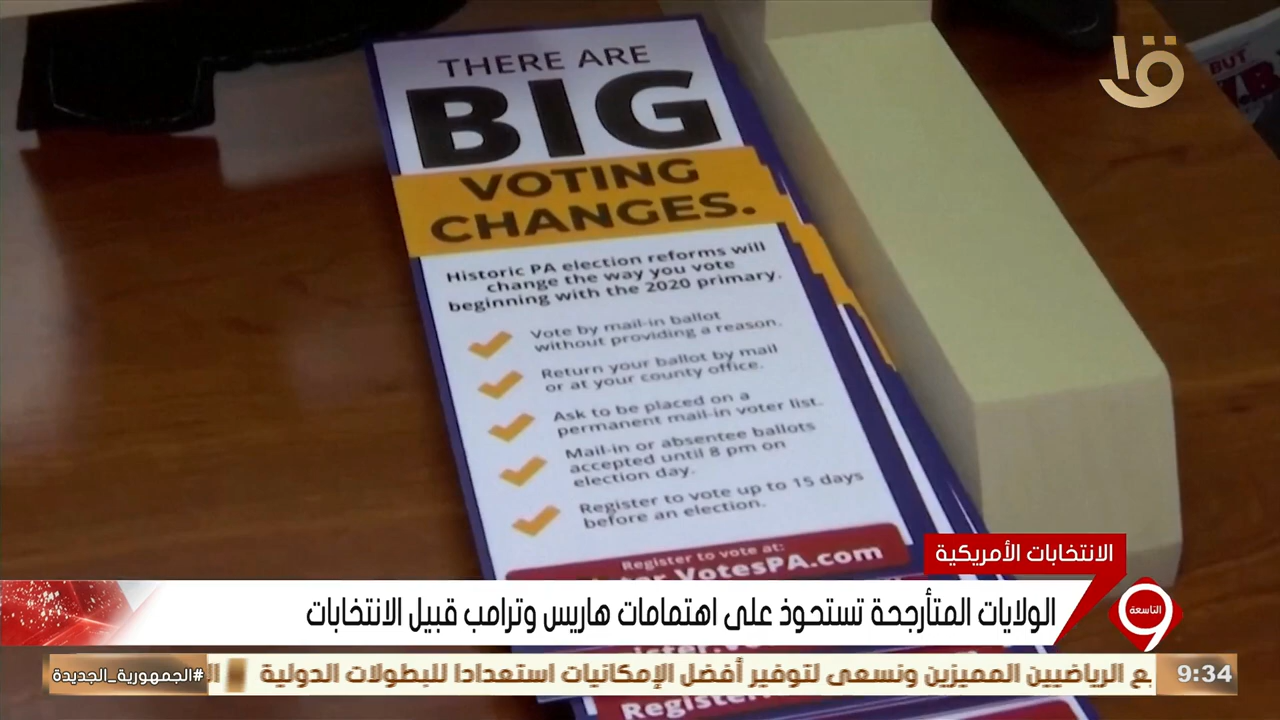 THERE ARE
BIG
VOTING
CHANGES.
Historic PA election reforms will
change the way you vote
beginning with the 2020 primary.
Vote by mail-in ballot
without providing a reason.
Return your ballot by mail
or at your county office.
Ask to be placed on a
permanent mail-in voter list.
Mail-in or absentee ballots
accepted until 8 pm on
election day.
Register to vote up to 15 days
before an election.
Register to vote at:
VotesPA.com
BUT
الانتخابات الأمريكية
الولايات المتأرجحة تستحوذ على اهتمامات هاريس وترامب قبيل الانتخابات
التاسعة
9
9:34
الرياضيين المميزين ونسعى لتوفير أفضل الإمكانيات استعدادا للبطولات الدولية
#الجمهورية_الجديدة
Register